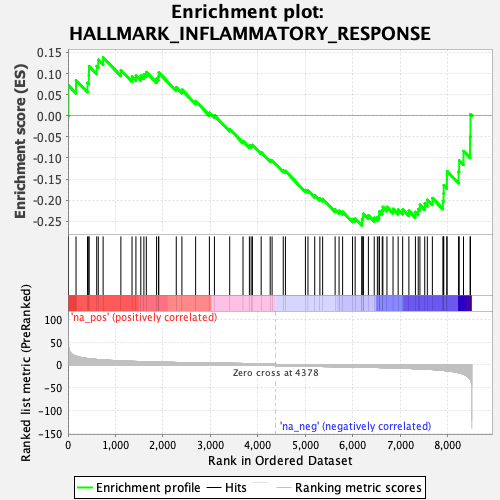 Enrichment plot:
HALLMARK_INFLAMMATORY_RESPONSE
Enrichment score (ES)
0.15
0.10
0.05
0.00
-0.05
-0.10
-0.15
-0.20
-0.25
'na_pos' (positively correlated)
'na_neg' (negatively correlated)
Zero cross at 4378
Ranked list metric (PreRanked)
100
50
0
-50
-100
-150
0
1,000
2,000
3,000
4,000
5,000
6,000
7,000
8,000
Rank in Ordered Dataset
Enrichment profile
Hits
Ranking metric scores